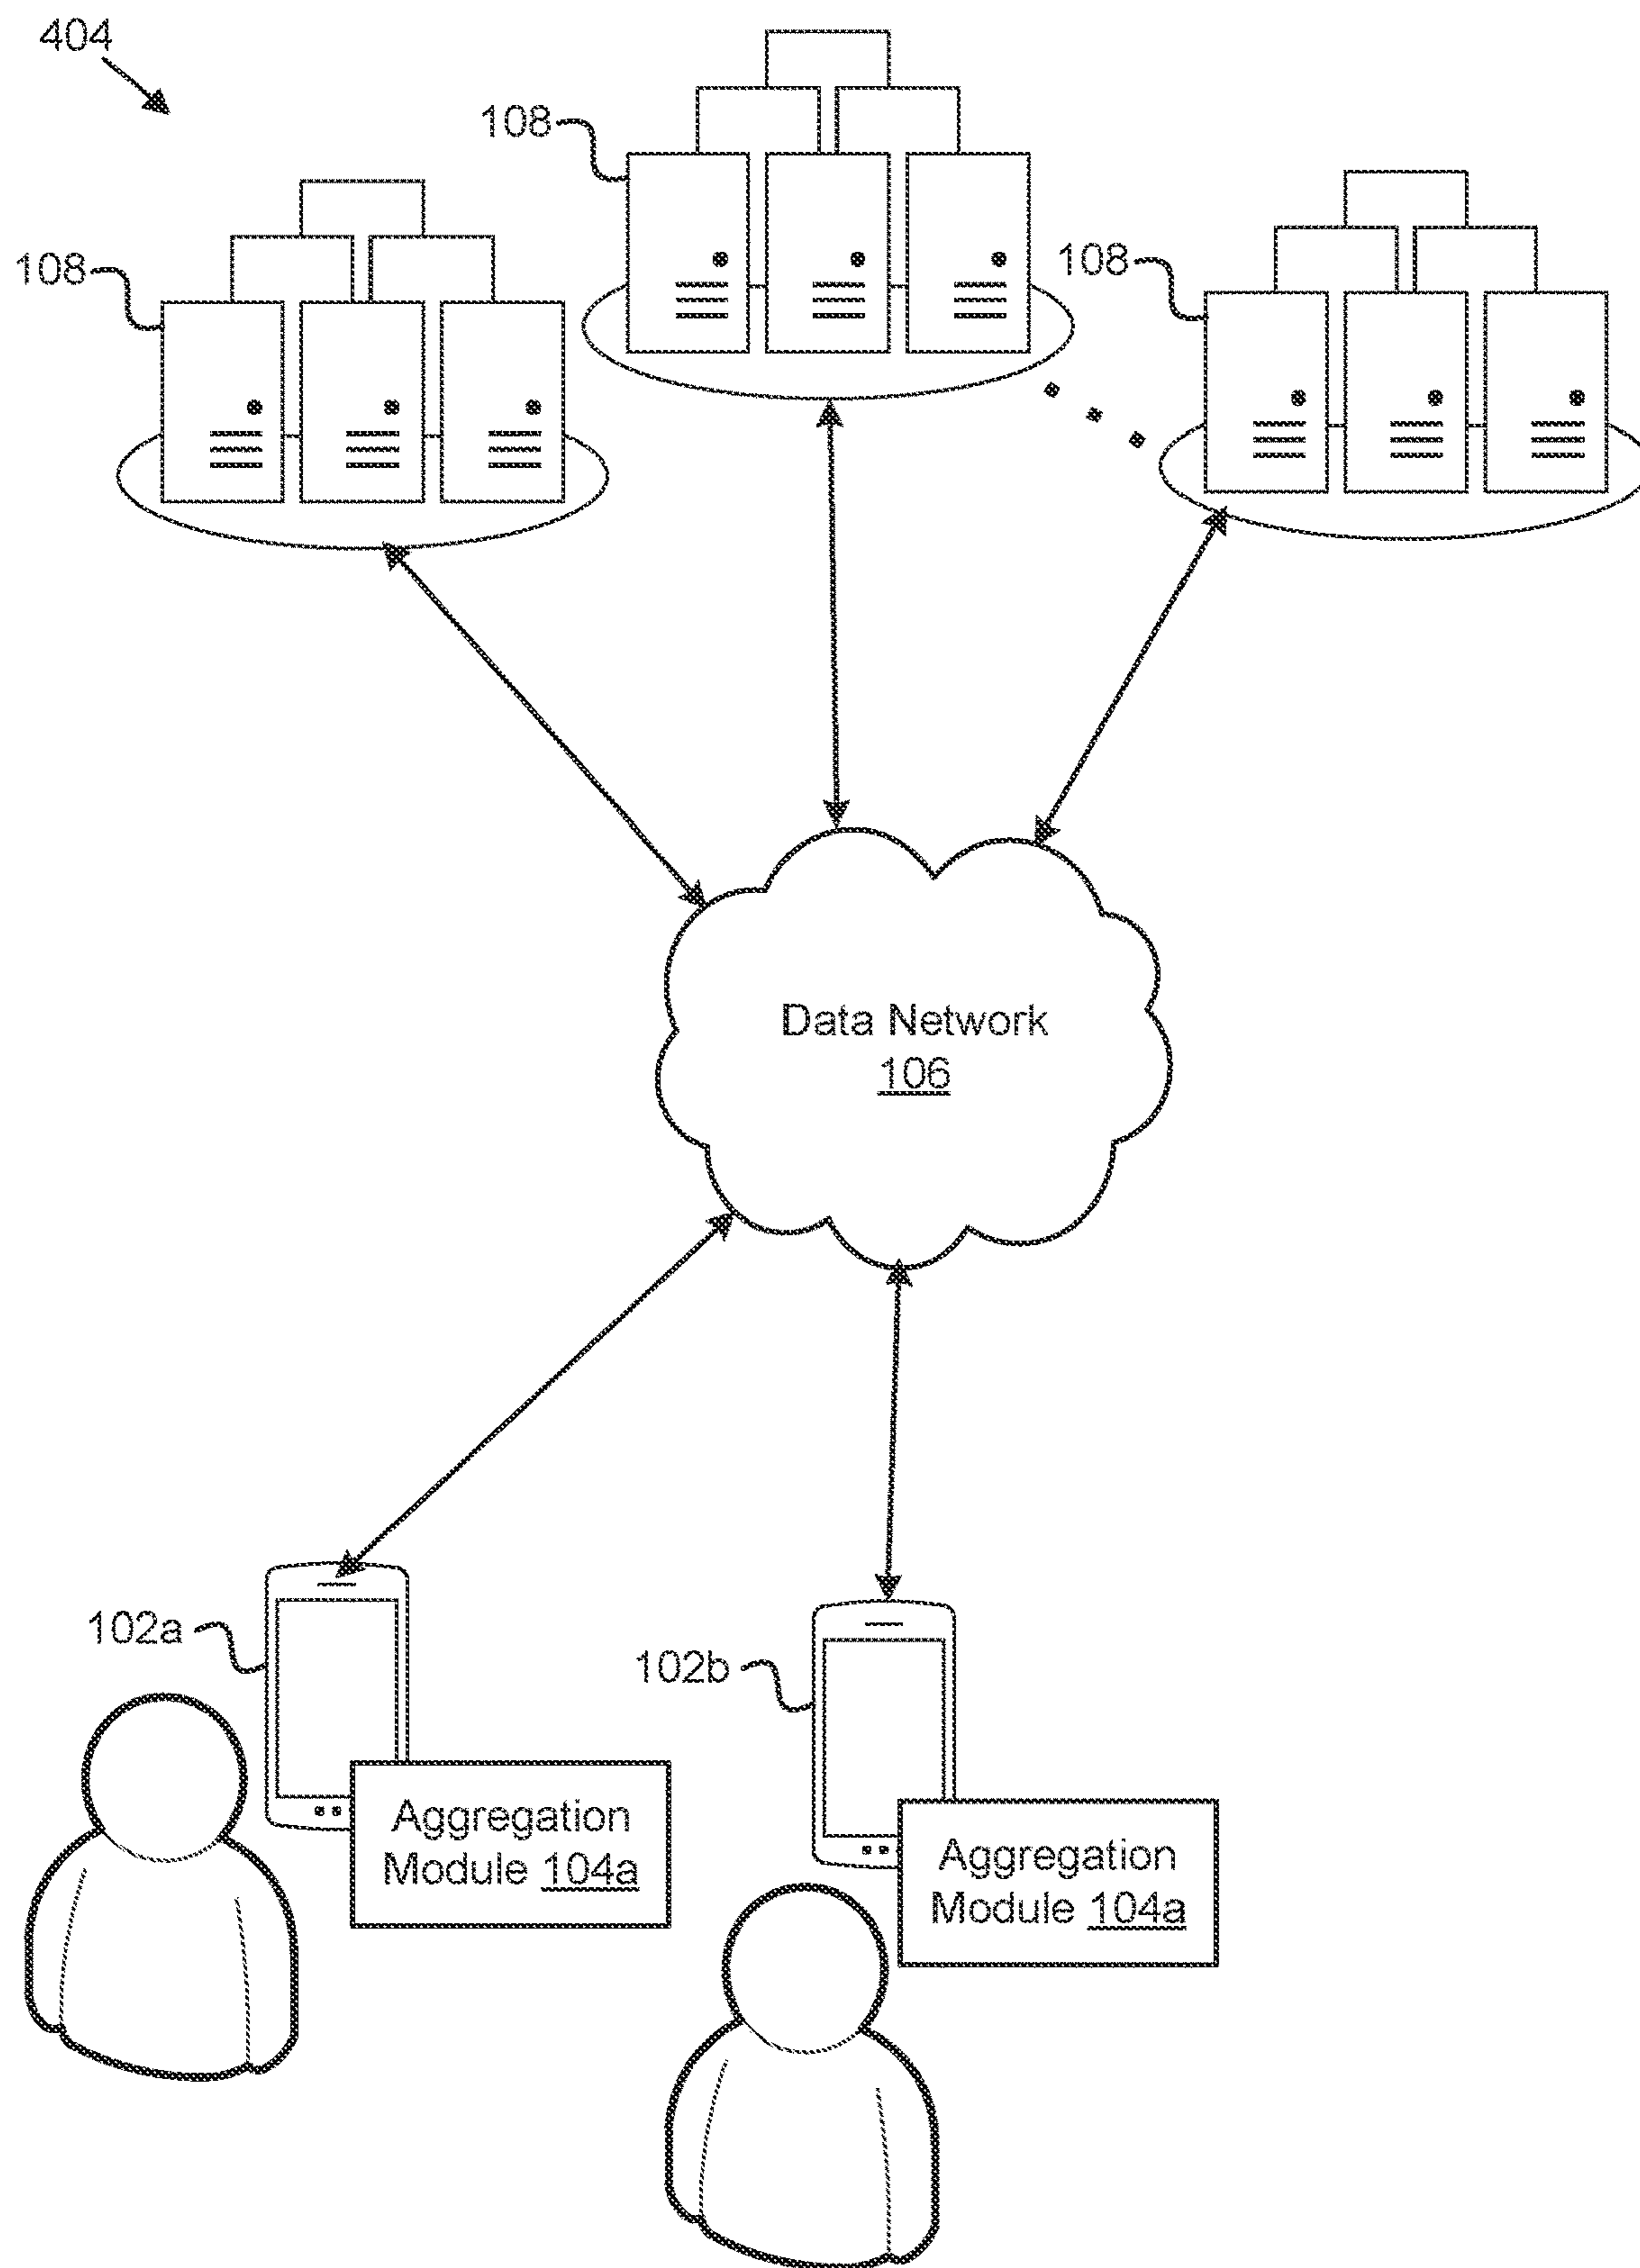 404
108
108
108
Data Network
106
102a
102b
Aggregation
Module 104a
Aggregation
Module 104a